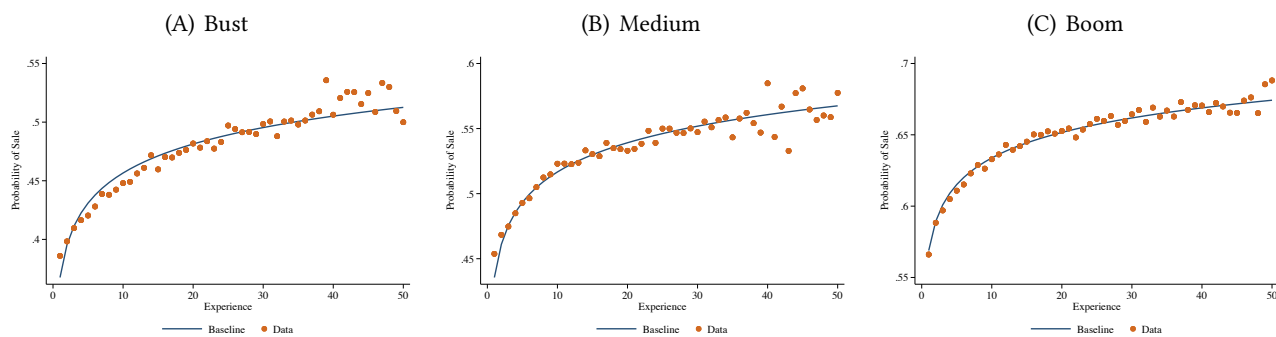 (A) Bust
.55
.5
.45
.4
Probability of Sale
0 10 20 30 40 50
Experience
Baseline Data
(B) Medium
.6
.55
.5
.45
Probability of Sale
0 10 20 30 40 50
Experience
Baseline Data
(C) Boom
.7
.65
.6
.55
Probability of Sale
0 10 20 30 40 50
Experience
Baseline Data